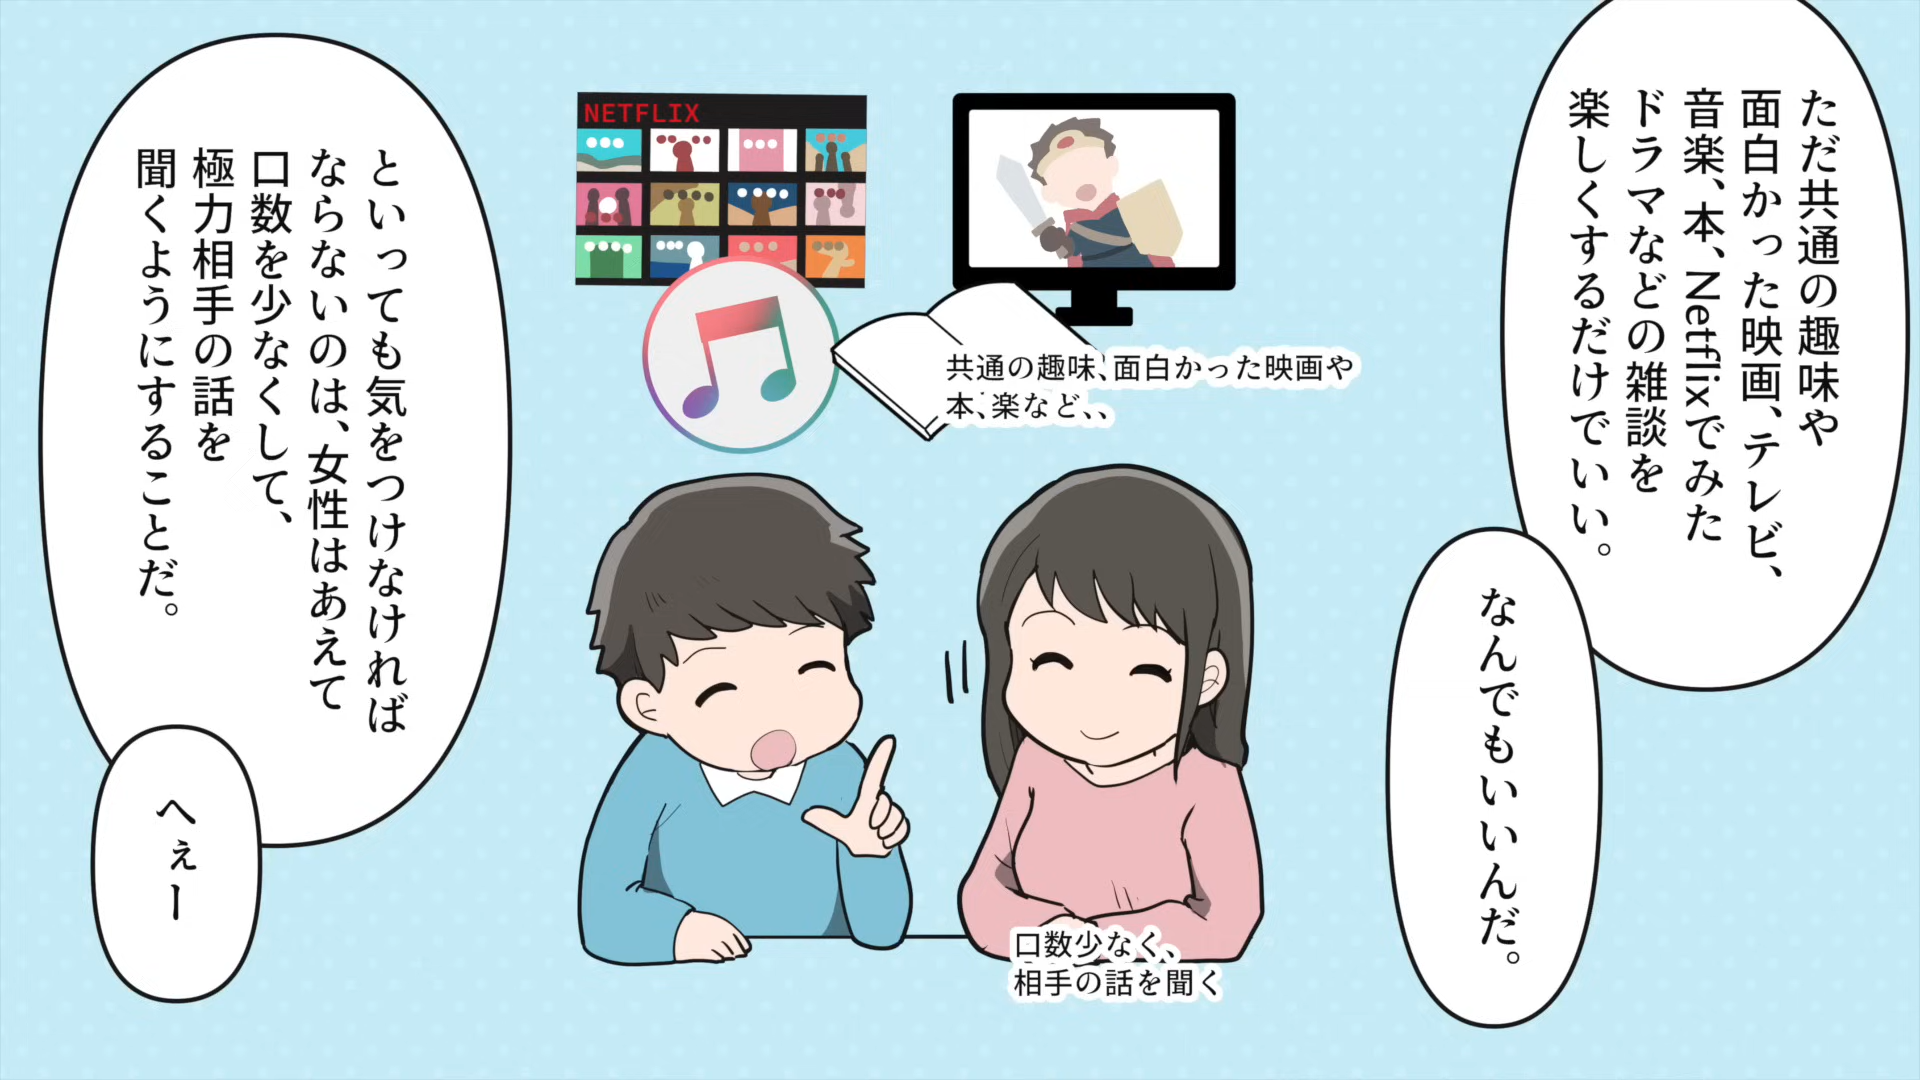 ただ共通の趣味や
面白かった映画、テレビ、
音楽、本、Netflixでみた
ドラマなどの雑談を
楽しくするだけでいい。
なんでもいいんだ。
NETFLIX
共通の趣味、面白かった映画や
本、楽など、、
といっても気をつけなければ
ならないのは、女性はあえて
口数を少なくして、
極力相手の話を
聞くようにすることだ。
へぇー
口数少なく、
相手の話を聞く